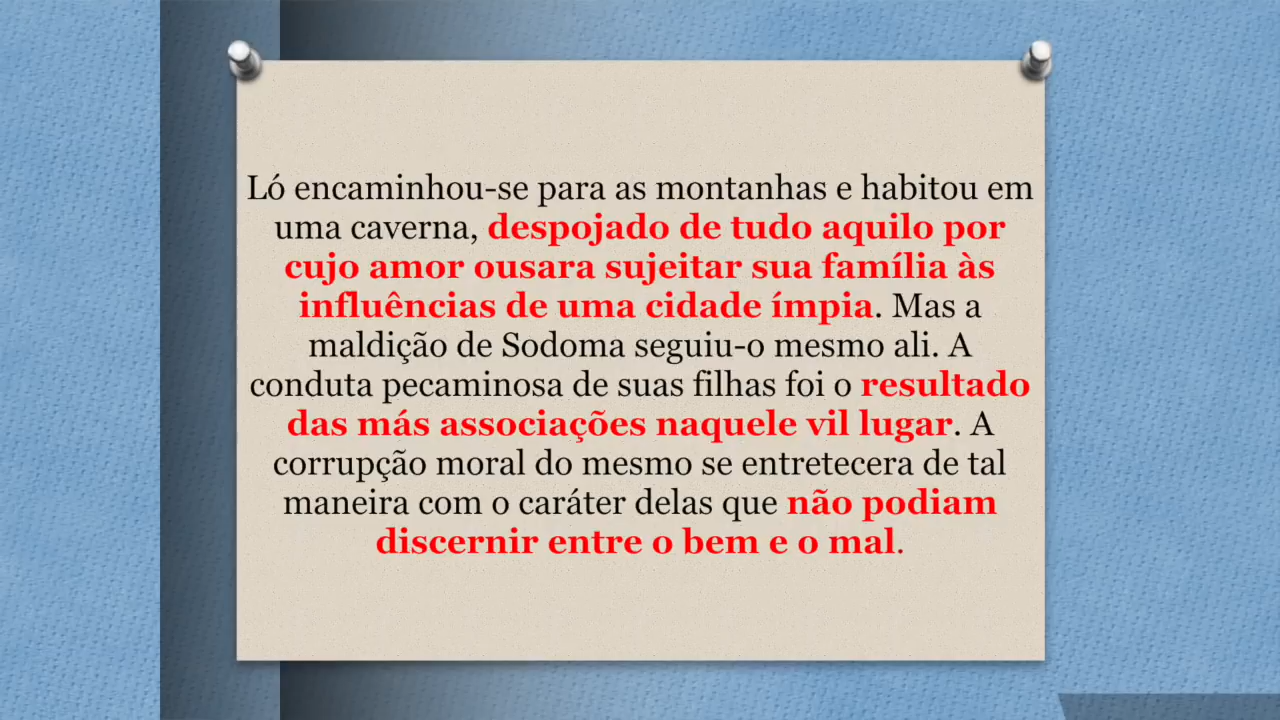 Ló encaminhou-se para as montanhas e habitou em
uma caverna, despojado de tudo aquilo por
cujo amor ousara sujeitar sua família às
influências de uma cidade ímpia. Mas a
maldição de Sodoma seguiu-o mesmo ali. A
conduta pecaminosa de suas filhas foi o resultado
das más associações naquele vil lugar. A
corrupção moral do mesmo se entretecera de tal
maneira com o caráter delas que não podiam
discernir entre o bem e o mal.